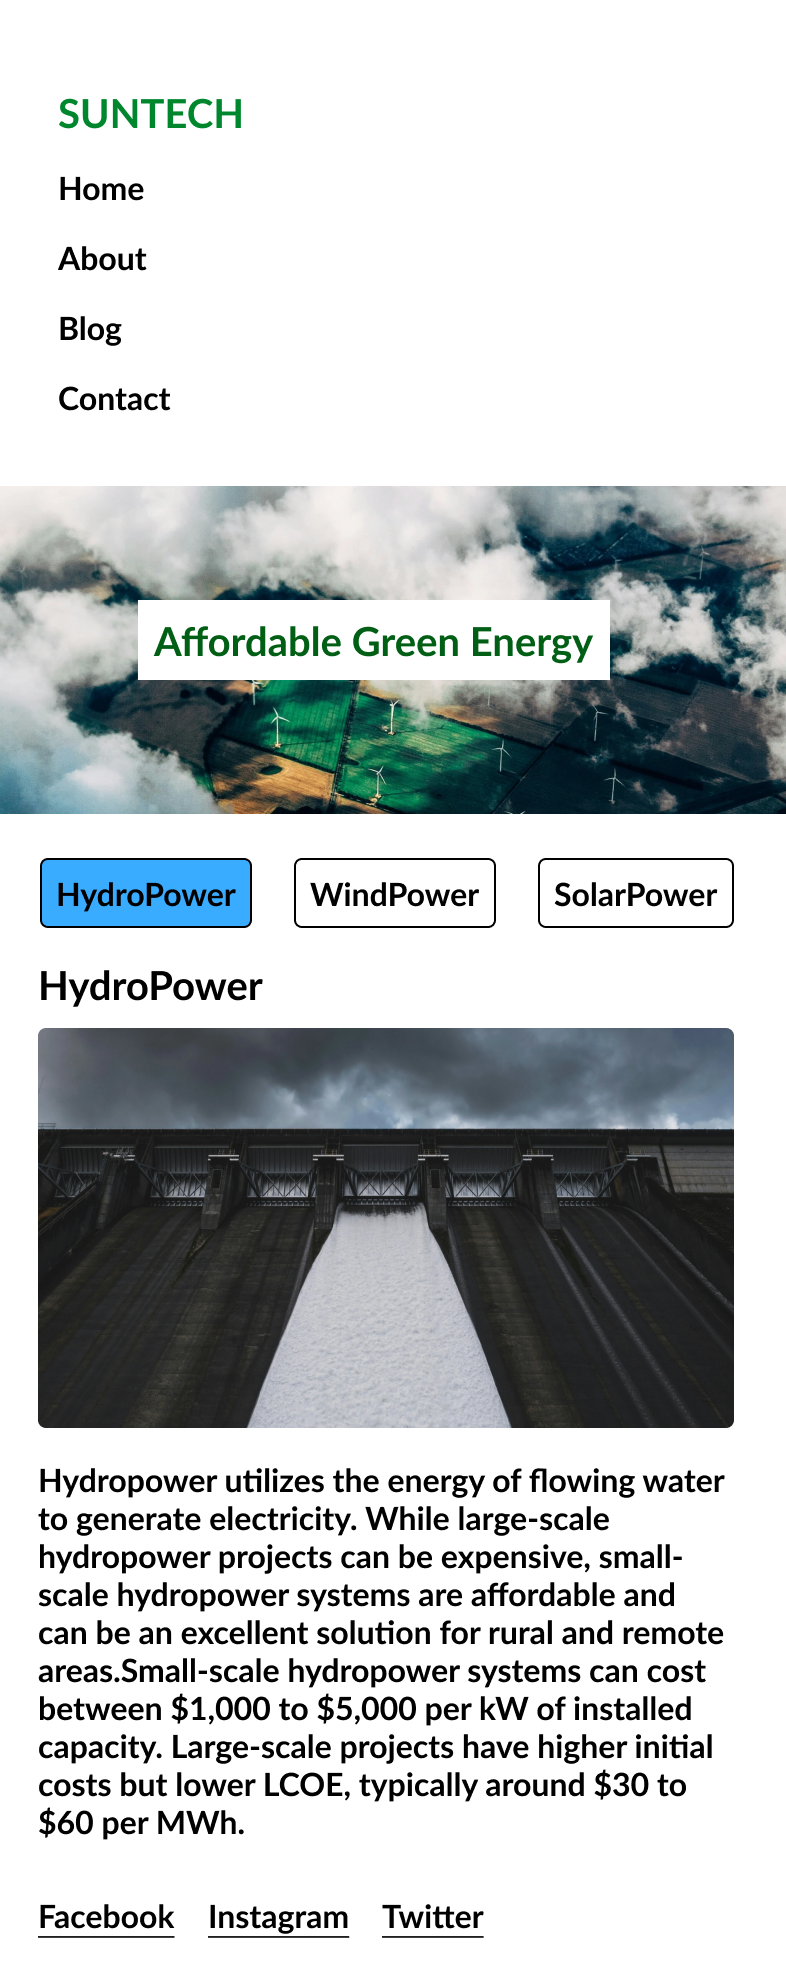 SUNTECH
Home
About
Blog
Contact
Affordable Green Energy
HydroPower
WindPower
SolarPower
HydroPower
Hydropower utilizes the energy of flowing water
to generate electricity. While large-scale
hydropower projects can be expensive, small-
scale hydropower systems are affordable and
can be an excellent solution for rural and remote
areas.Small-scale hydropower systems can cost
between $1,000 to $5,000 per kW of installed
capacity. Large-scale projects have higher initial
costs but lower LCOE, typically around $30 to
$60 per MWh.
Facebook
Instagram
Twitter